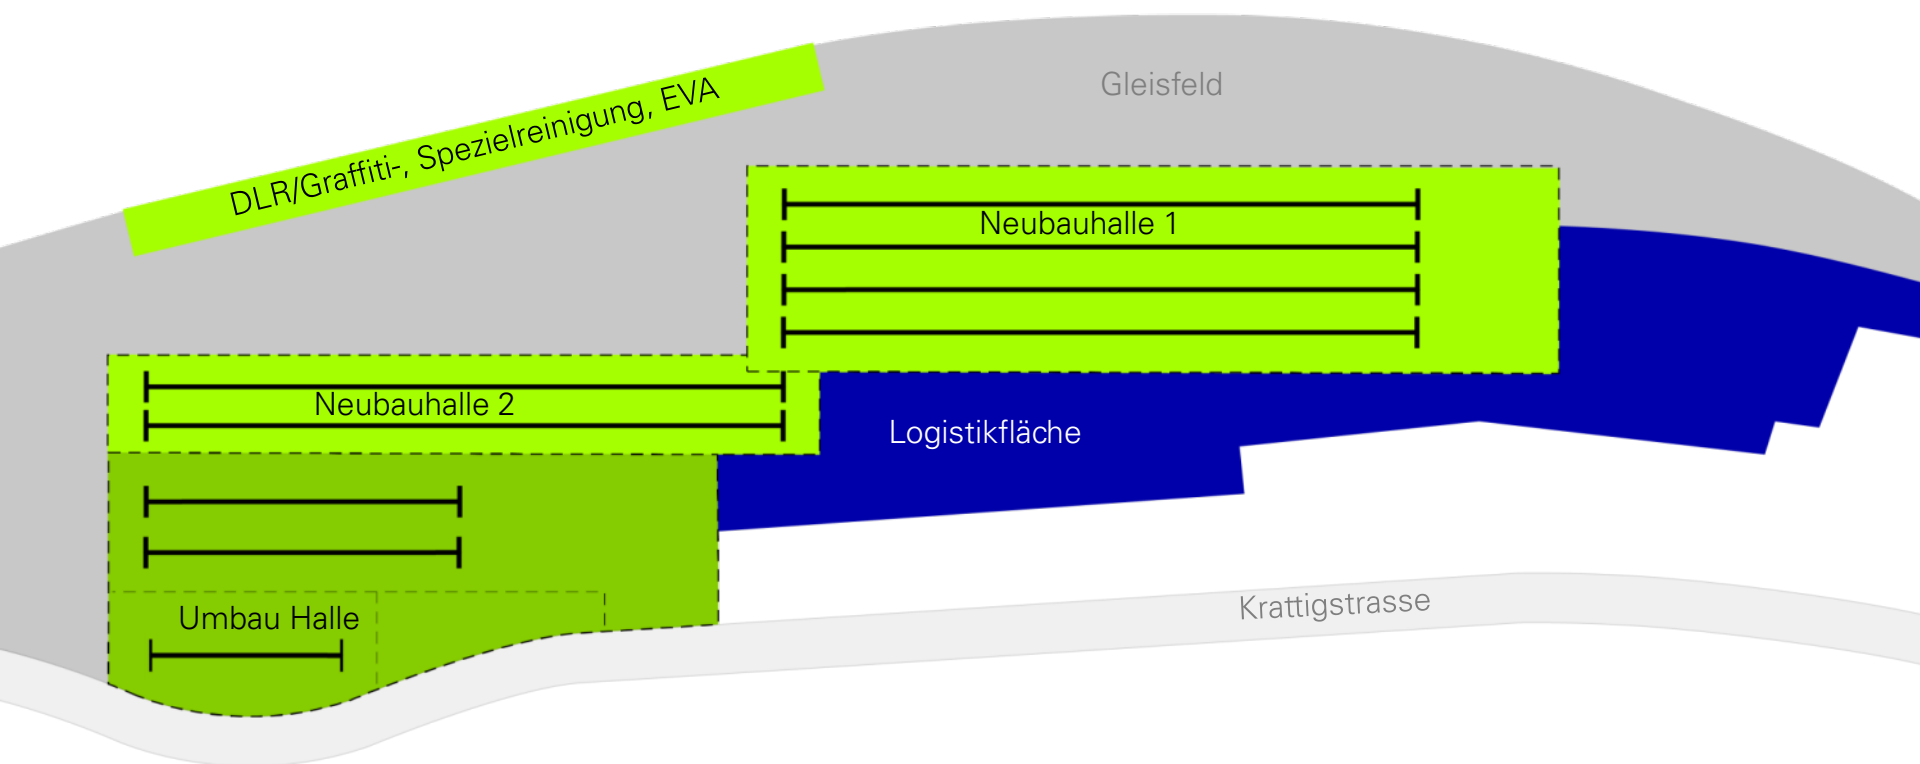 DLR/Graffiti-, Spezielreinigung, EVA
Gleisfeld
Neubauhalle 1
Neubauhalle 2
Logistikfläche
Umbau Halle
Krattigstrasse